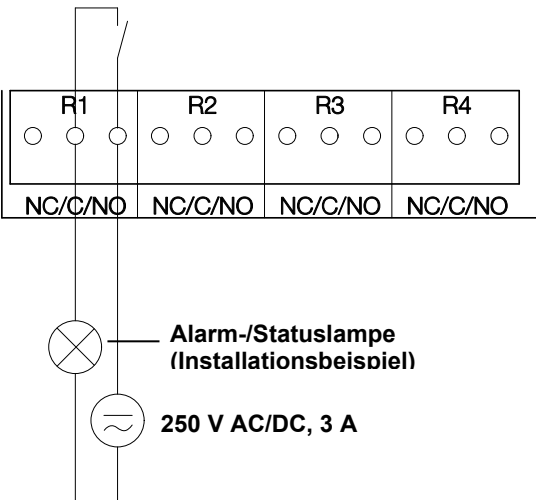 R1 R2 R3 R4
NC/C/NO NC/C/NO NC/C/NO NC/C/NO
Alarm-/Statuslampe
(Installationsbeispiel)
250 V AC/DC, 3 A